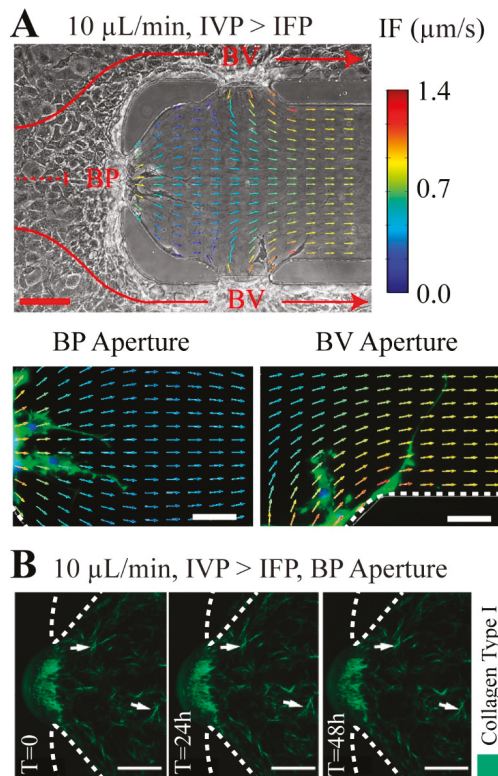 A 10 µL/min, IVP > IFP
IF (µm/s)
BV
BP
BV
1.4
0.7
0.0
BP Aperture
BV Aperture
B 10 µL/min, IVP > IFP, BP Aperture
T=0
T=24h
T=48h
Collagen Type I